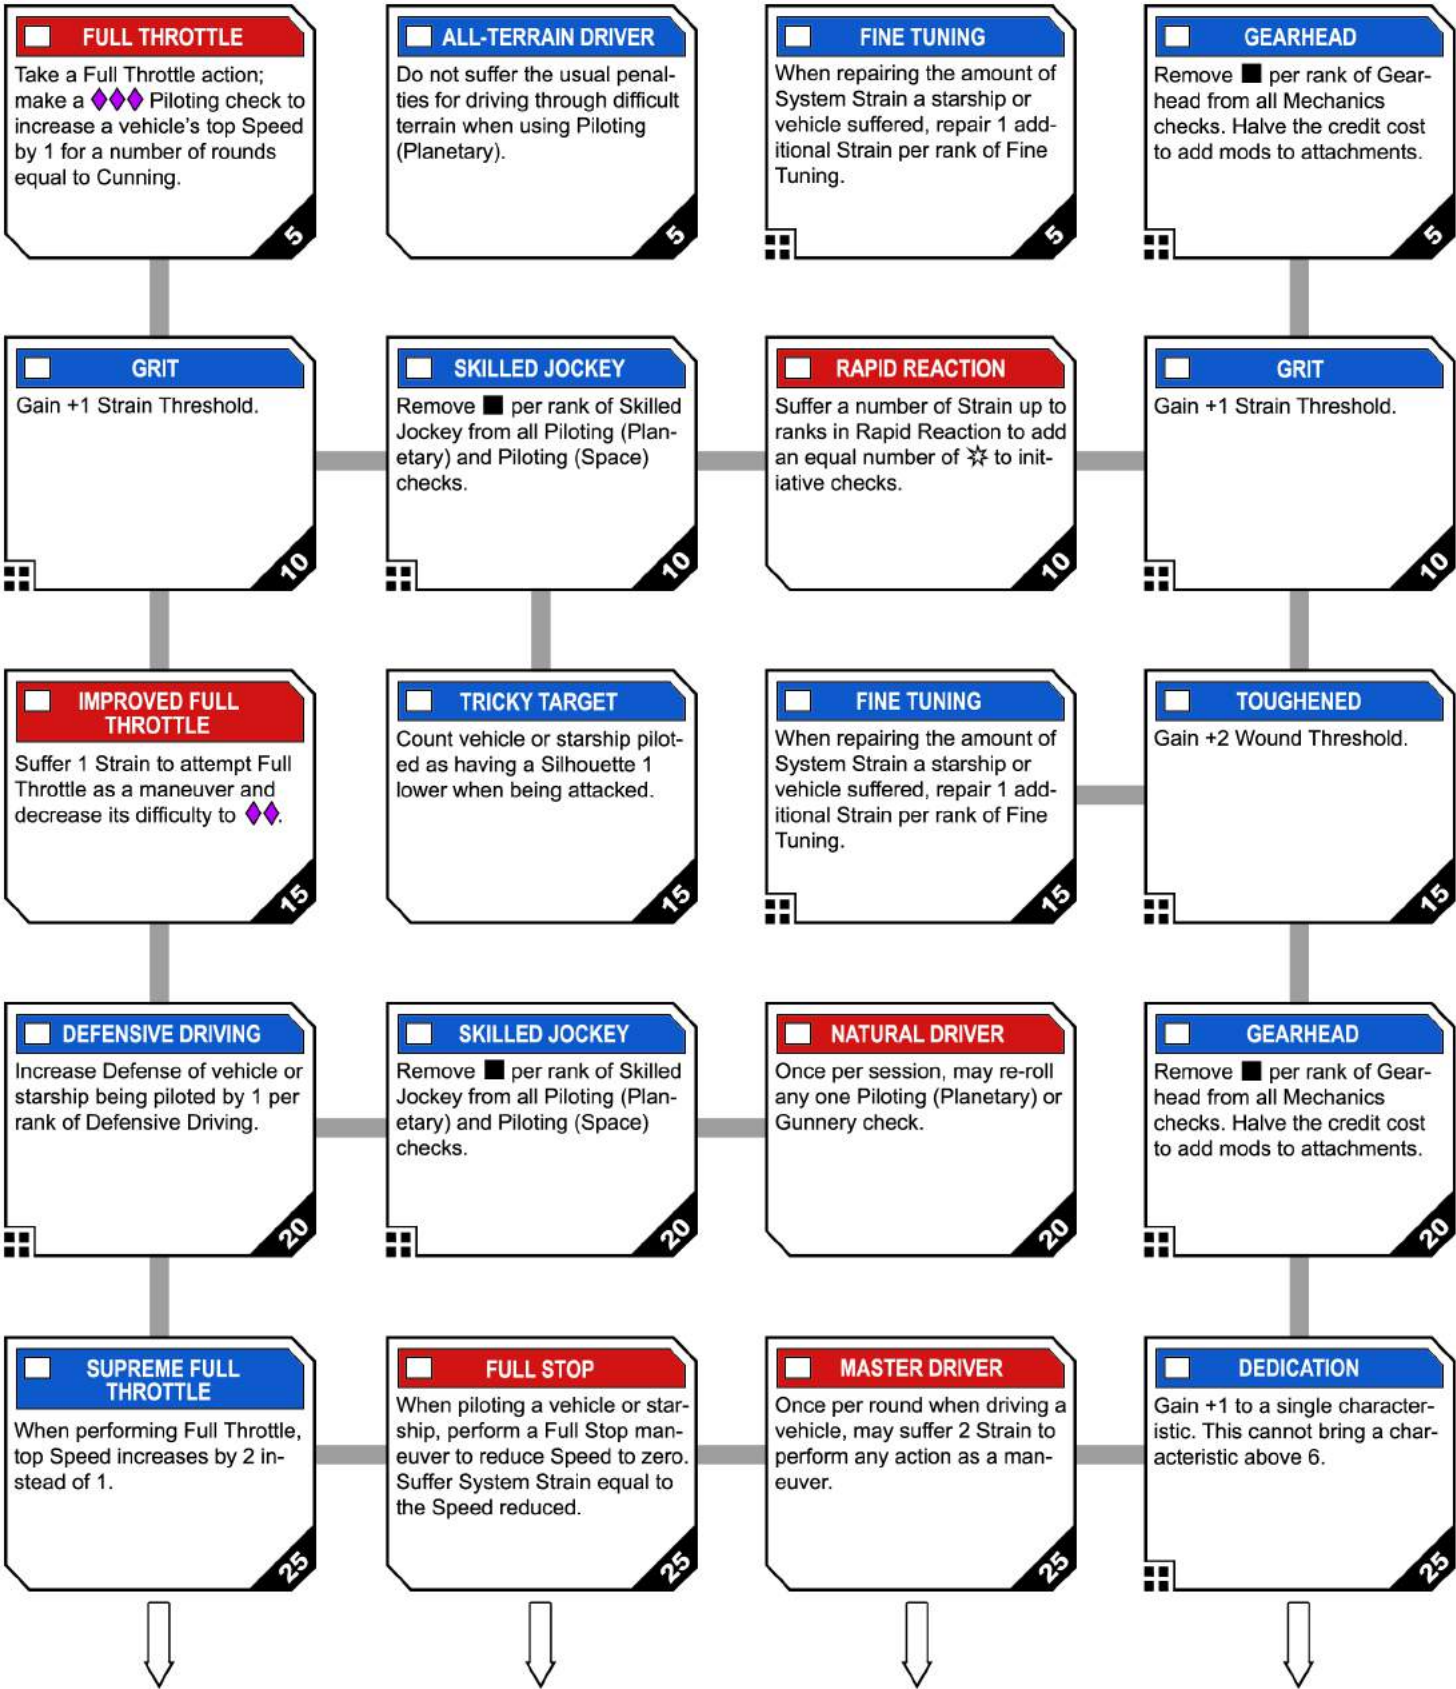 FULL THROTTLE
Take a Full Throttle action;
make a Piloting check to
increase a vehicle's top Speed
by 1 for a number of rounds
equal to Cunning.
5
ALL-TERRAIN DRIVER
Do not suffer the usual penal-
ties for driving through difficult
terrain when using Piloting
(Planetary).
5
FINE TUNING
When repairing the amount of
System Strain a starship or
vehicle suffered, repair 1 add-
itional Strain per rank of Fine
Tuning.
5
GEARHEAD
Remove per rank of Gear-
head from all Mechanics
checks. Halve the credit cost
to add mods to attachments.
5
GRIT
Gain +1 Strain Threshold.
10
SKILLED JOCKEY
Remove per rank of Skilled
Jockey from all Piloting (Plan-
etary) and Piloting (Space)
checks.
10
RAPID REACTION
Suffer a number of Strain up to
ranks in Rapid Reaction to add
an equal number of to init-
iative checks.
10
GRIT
Gain +1 Strain Threshold.
10
IMPROVED FULL
THROTTLE
Suffer 1 Strain to attempt Full
Throttle as a maneuver and
decrease its difficulty to .
15
TRICKY TARGET
Count vehicle or starship pilot-
ed as having a Silhouette 1
lower when being attacked.
15
FINE TUNING
When repairing the amount of
System Strain a starship or
vehicle suffered, repair 1 add-
itional Strain per rank of Fine
Tuning.
15
TOUGHENED
Gain +2 Wound Threshold.
15
DEFENSIVE DRIVING
Increase Defense of vehicle or
starship being piloted by 1 per
rank of Defensive Driving.
20
SKILLED JOCKEY
Remove per rank of Skilled
Jockey from all Piloting (Plan-
etary) and Piloting (Space)
checks.
20
NATURAL DRIVER
Once per session, may re-roll
any one Piloting (Planetary) or
Gunnery check.
20
GEARHEAD
Remove per rank of Gear-
head from all Mechanics
checks. Halve the credit cost
to add mods to attachments.
20
SUPREME FULL
THROTTLE
When performing Full Throttle,
top Speed increases by 2 in-
stead of 1.
25
FULL STOP
When piloting a vehicle or star-
ship, perform a Full Stop man-
euver to reduce Speed to zero.
Suffer System Strain equal to
the Speed reduced.
25
MASTER DRIVER
Once per round when driving a
vehicle, may suffer 2 Strain to
perform any action as a man-
euver.
25
DEDICATION
Gain +1 to a single character-
istic. This cannot bring a char-
acteristic above 6.
25